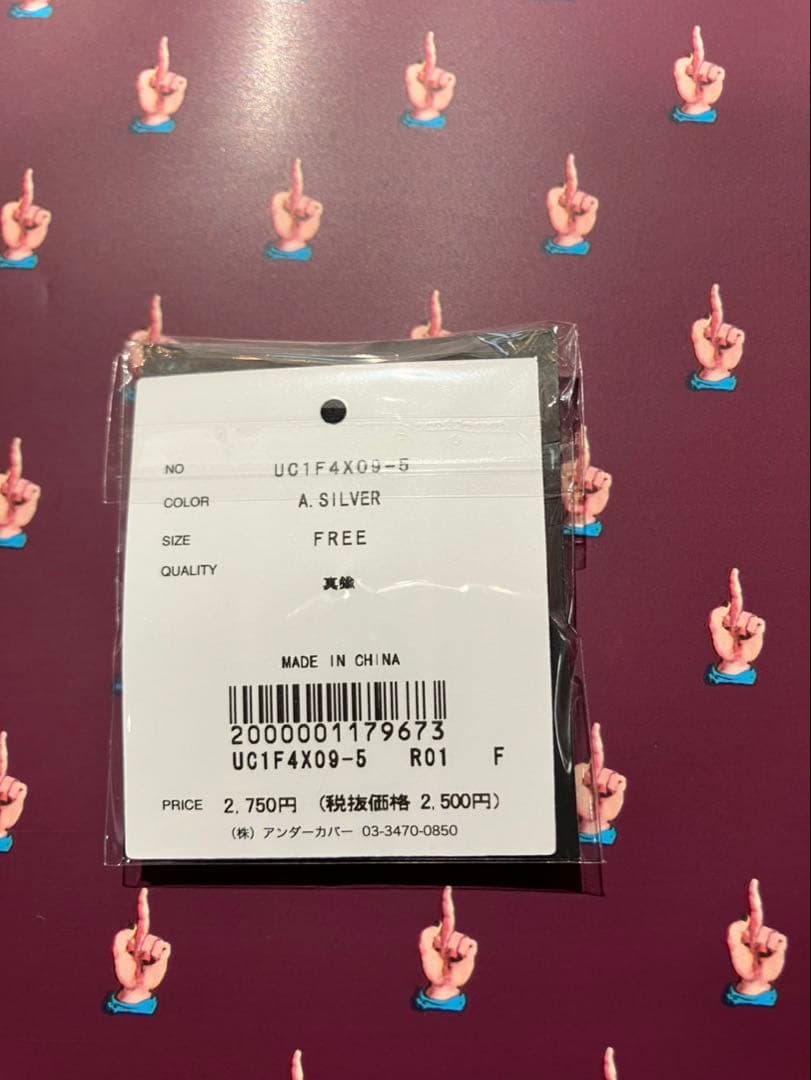 NO UC1F4X09-5
COLOR A.SILVER
SIZE FREE
QUALITY 真鍮
MADE IN CHINA
2000001179673
UC1F4X09-5 R01 F
PRICE 2,750円 (税抜価格 2,500円)
(株) アンダーカバー 03-3470-0850